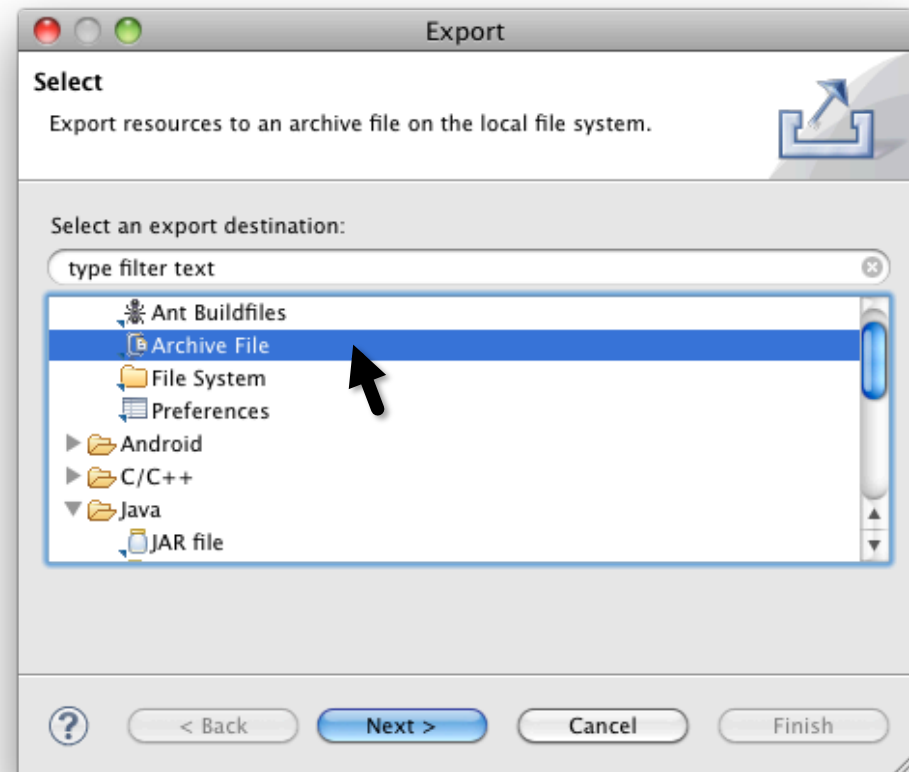 Export
Select
Export resources to an archive file on the local file system.
Select an export destination:
type filter text
Ant Buildfiles
Archive File
File System
Preferences
Android
C/C++
Java
JAR file
? < Back Next > Cancel Finish